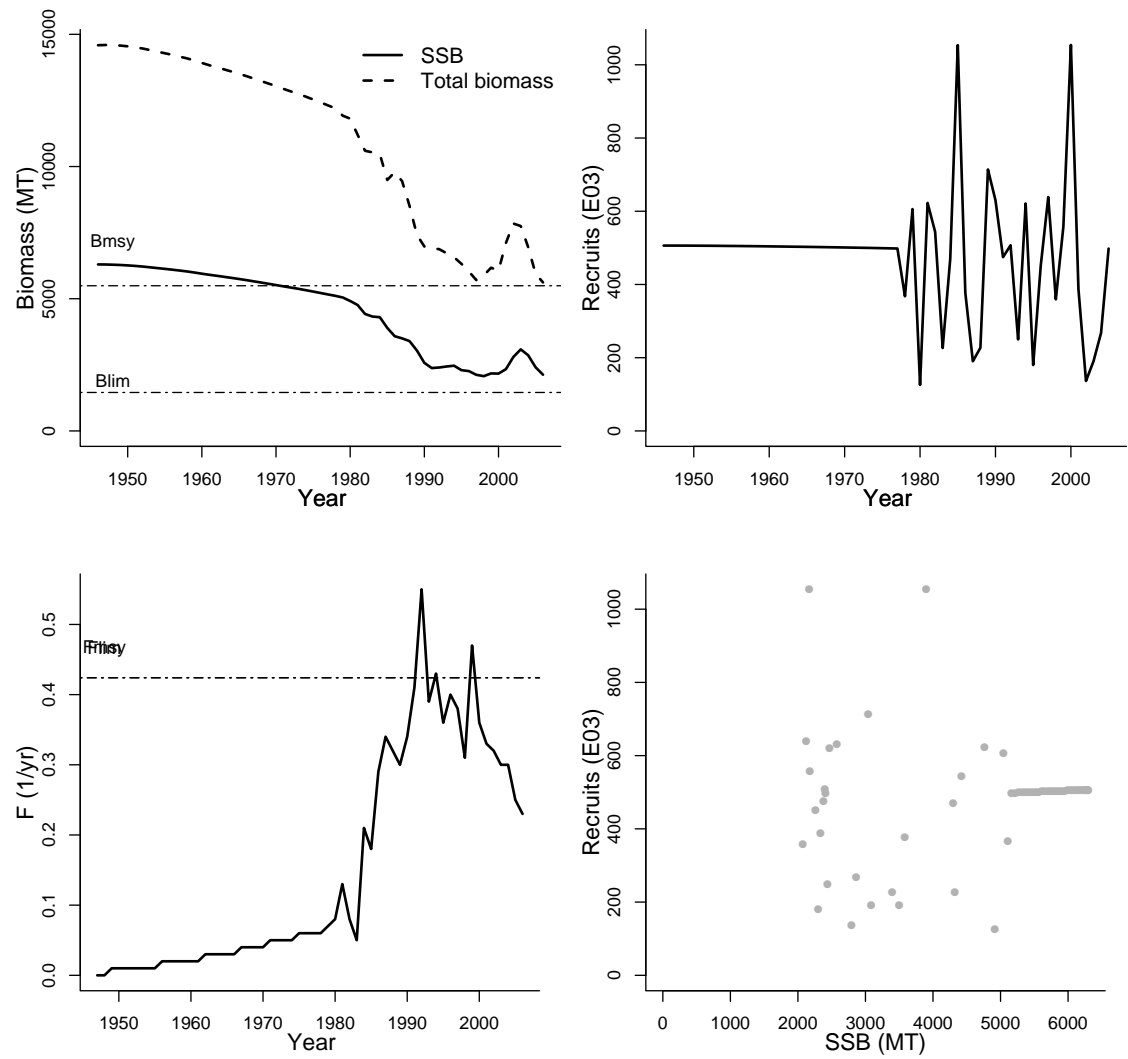 SSB
Total biomass
Bmsy
Blim
Biomass (MT)
0
5000
10000
15000
1950 1960 1970 1980 1990 2000
Year
Recruits (E03)
0
200
400
600
800
1000
1950 1960 1970 1980 1990 2000
Year
Fmsy
Flim
F (1/yr)
0.0
0.1
0.2
0.3
0.4
0.5
1950 1960 1970 1980 1990 2000
Year
Recruits (E03)
0
200
400
600
800
1000
0 1000 2000 3000 4000 5000 6000
SSB (MT)